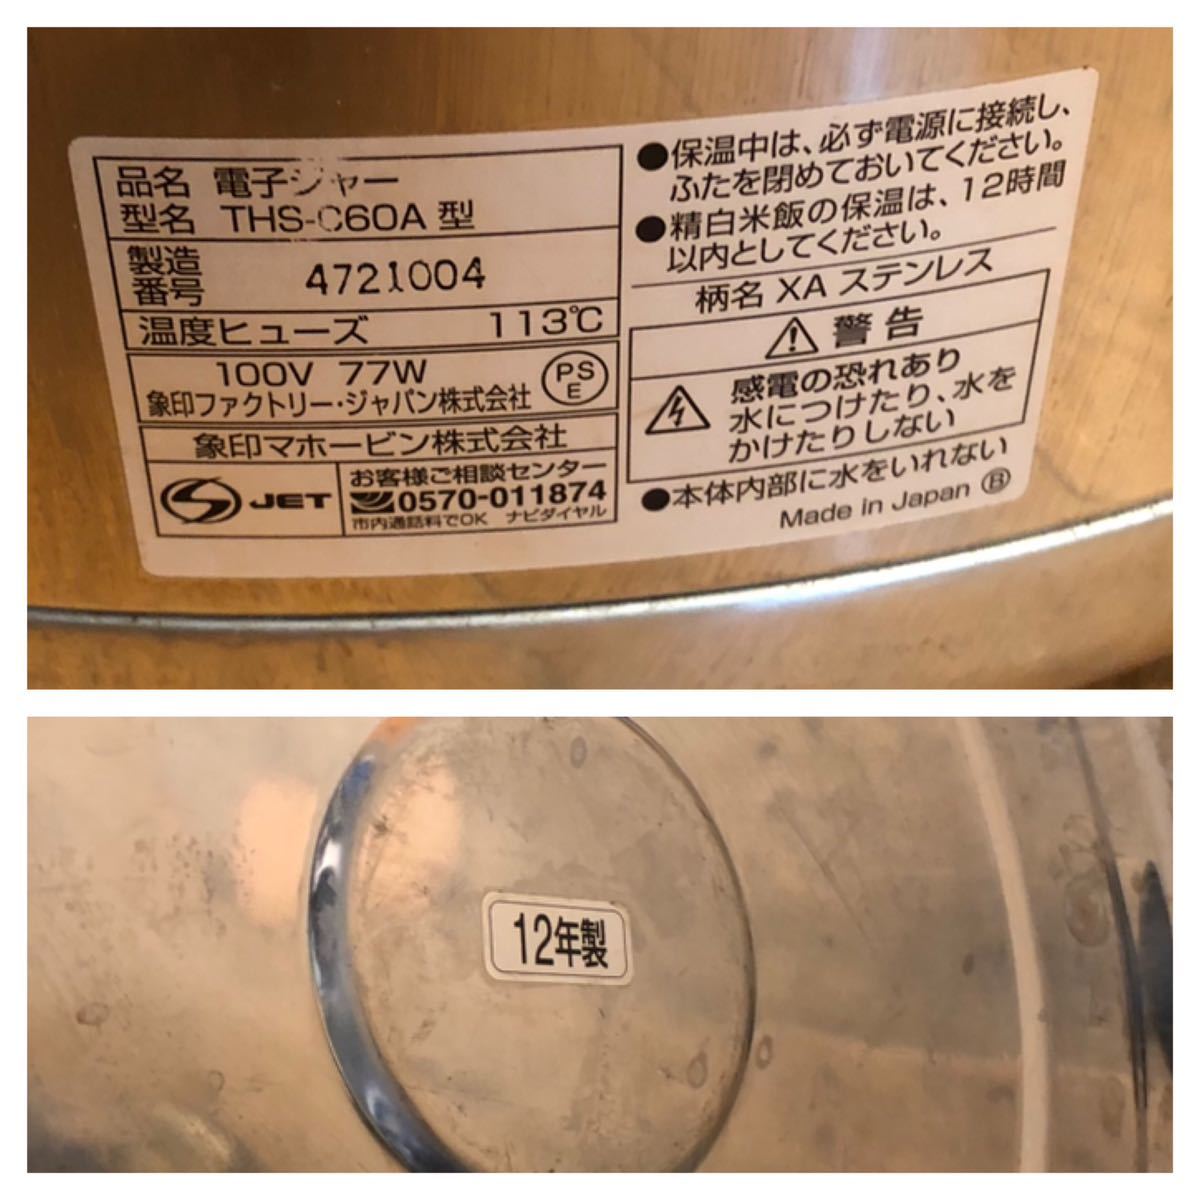 品名 電子ジャー
型名 THS-C60A 型
製造番号 4721004
温度ヒューズ 113℃
100V 77W
象印ファクトリー・ジャパン株式会社
PS
E
象印マホービン株式会社
JET
お客様ご相談センター
0570-011874
市内通話料でOK ナビダイヤル
●保温中は、必ず電源に接続し、
ふたを閉めておいてください。
●精白米飯の保温は、12時間
以内としてください。
柄名 XA ステンレス
警告
感電の恐れあり
水につけたり、水を
かけたりしない
●本体内部に水をいれない
Made in Japan Ⓑ
12年製